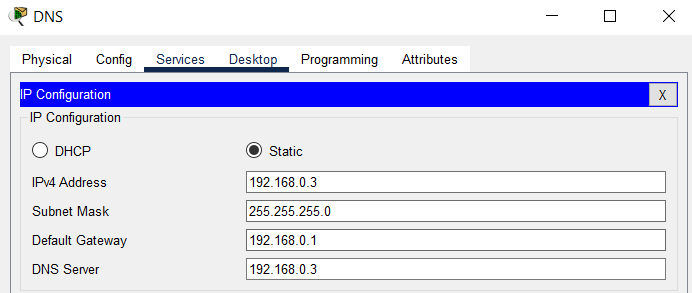 DNS
Physical Config Services Desktop Programming Attributes
IP Configuration X
IP Configuration
DHCP Static
IPv4 Address 192.168.0.3
Subnet Mask 255.255.255.0
Default Gateway 192.168.0.1
DNS Server 192.168.0.3